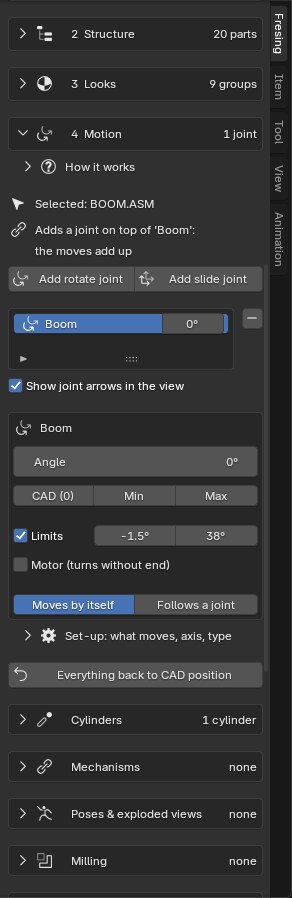 2 Structure 20 parts
3 Looks 9 groups
4 Motion 1 joint
How it works
Selected: BOOM.ASM
Adds a joint on top of 'Boom':
the moves add up
Add rotate joint Add slide joint
Boom 0°
Show joint arrows in the view
Boom
Angle 0°
CAD (0) Min Max
Limits -1.5° 38°
Motor (turns without end)
Moves by itself Follows a joint
Set-up: what moves, axis, type
Everything back to CAD position
Cylinders 1 cylinder
Mechanisms none
Poses & exploded views none
Milling none
Fresing
Item
Tool
View
Animation